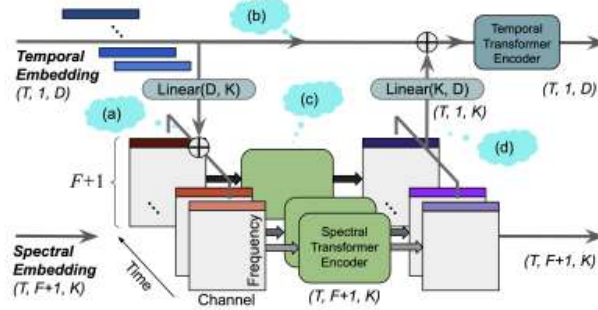 (b)
Temporal
Transformer
Encoder
Temporal
Embedding
(T, 1, D)
Linear(D, K)
(c)
Linear(K, D)
(T, 1, K)
(T, 1, D)
(a)
(d)
F+1
Spectral
Transformer
Encoder
Spectral
Embedding
(T, F+1, K)
Time
Frequency
Channel
(T, F+1, K)
(T, F+1, K)